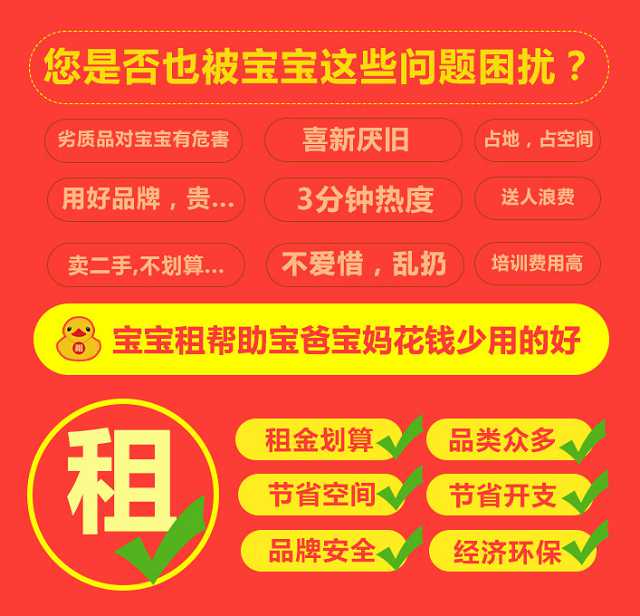 您是否也被宝宝这些问题困扰？
劣质品对宝宝有危害
喜新厌旧
占地，占空间
用好品牌，贵...
3分钟热度
送人浪费
卖二手,不划算...
不爱惜，乱扔
培训费用高
租
宝宝租帮助宝爸宝妈花钱少用的好
租
租金划算
品类众多
节省空间
节省开支
品牌安全
经济环保